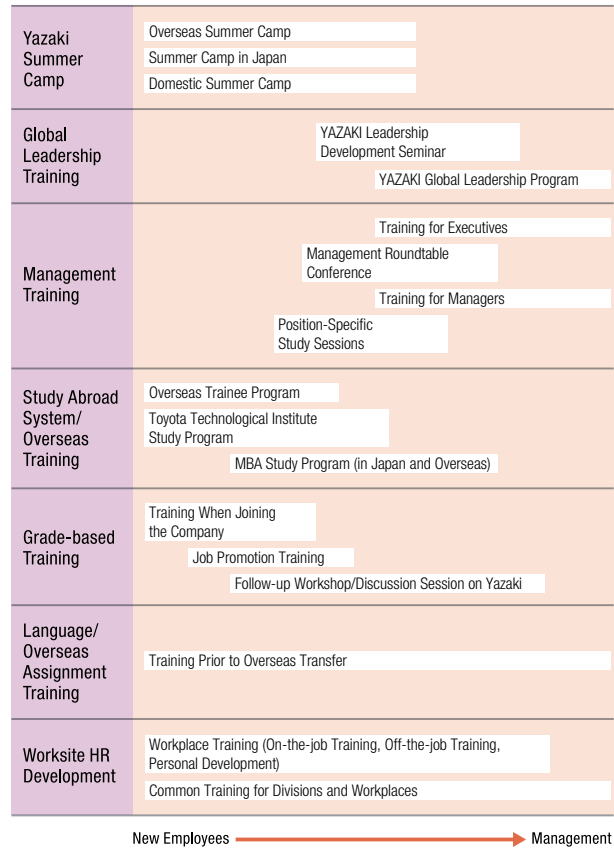 Yazaki
Summer
Camp
Overseas Summer Camp
Summer Camp in Japan
Domestic Summer Camp
Global
Leadership
Training
YAZAKI Leadership
Development Seminar
YAZAKI Global Leadership Program
Management
Training
Training for Executives
Management Roundtable
Conference
Training for Managers
Position-Specific
Study Sessions
Study Abroad
System/
Overseas
Training
Overseas Trainee Program
Toyota Technological Institute
Study Program
MBA Study Program (in Japan and Overseas)
Grade-based
Training
Training When Joining
the Company
Job Promotion Training
Follow-up Workshop/Discussion Session on Yazaki
Language/
Overseas
Assignment
Training
Training Prior to Overseas Transfer
Worksite HR
Development
Workplace Training (On-the-job Training, Off-the-job Training,
Personal Development)
Common Training for Divisions and Workplaces
New Employees
Management